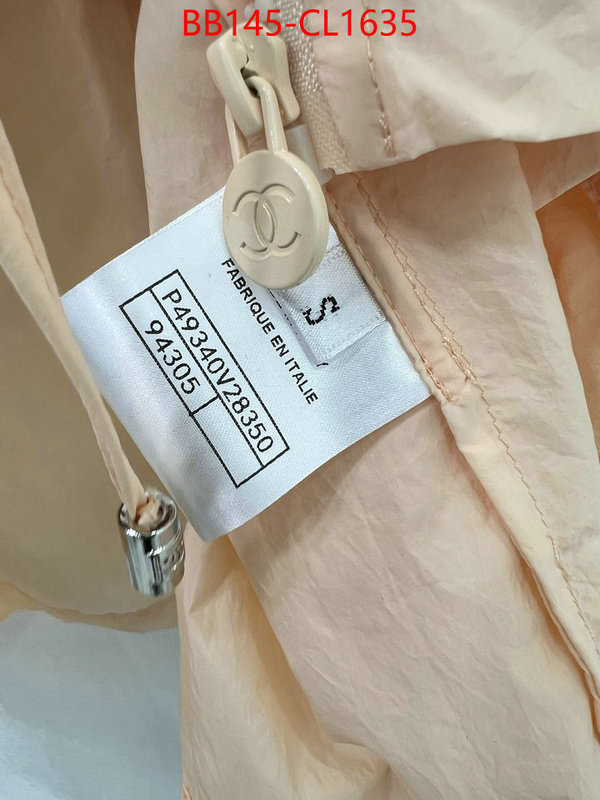 BB145-CL1635
S
FABRIQUE EN ITALIE
P49340V28350
94305